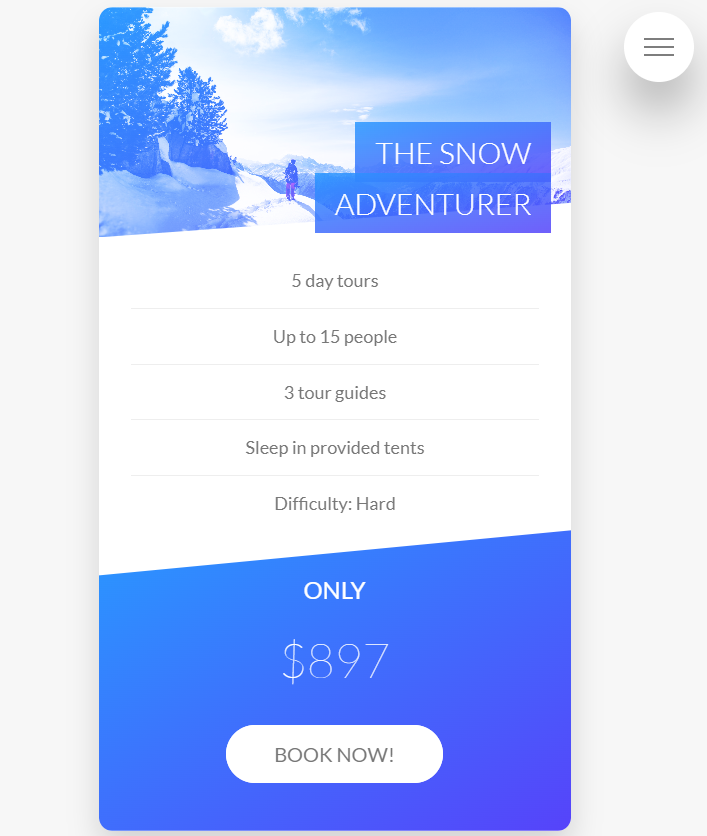 THE SNOW
ADVENTURER
5 day tours
Up to 15 people
3 tour guides
Sleep in provided tents
Difficulty: Hard
ONLY
$897
BOOK NOW!